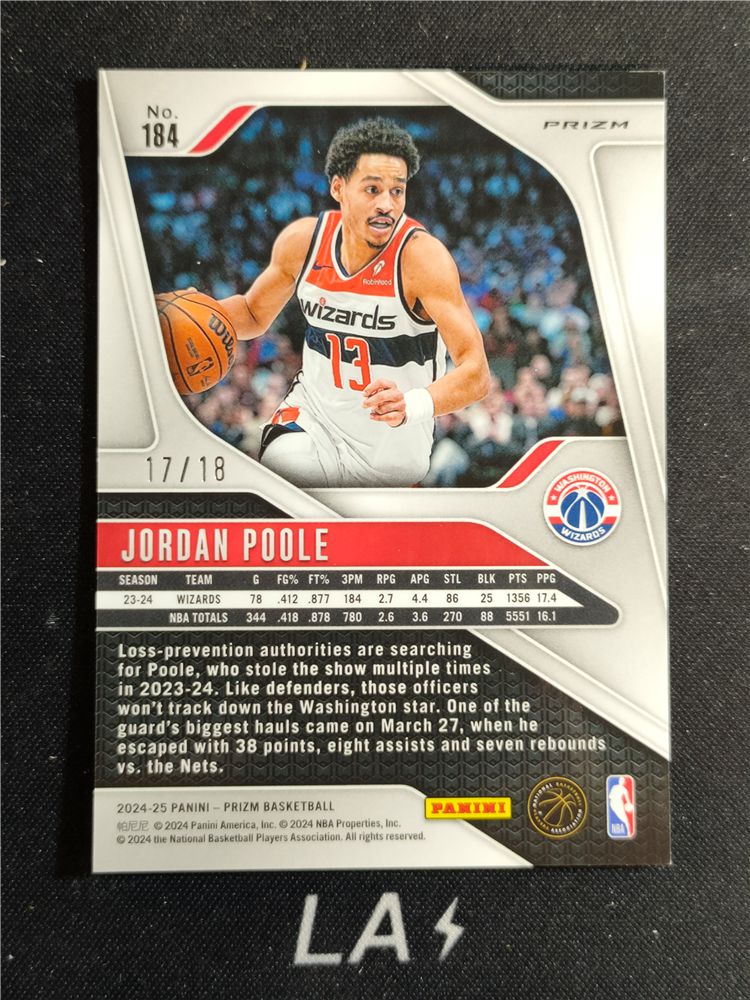 No.
184
PRIZM
Robinhood
wizards
13
Wilson
17/18
WASHINGTON
WIZARDS
JORDAN POOLE
SEASON TEAM G FG% FT% 3PM RPG APG STL BLK PTS PPG
23-24 WIZARDS 78 .412 .877 184 2.7 4.4 86 25 1356 17.4
NBA TOTALS 344 .418 .878 780 2.6 3.6 270 88 5551 16.1
Loss-prevention authorities are searching
for Poole, who stole the show multiple times
in 2023-24. Like defenders, those officers
won't track down the Washington star. One of the
guard's biggest hauls came on March 27, when he
escaped with 38 points, eight assists and seven rebounds
vs. the Nets.
2024-25 PANINI – PRIZM BASKETBALL
帕尼尼 © 2024 Panini America, Inc. © 2024 NBA Properties, Inc.
© 2024 the National Basketball Players Association. All rights reserved.
PANINI
NATIONAL BASKETBALL
PLAYERS ASSOCIATION
NBA
LA